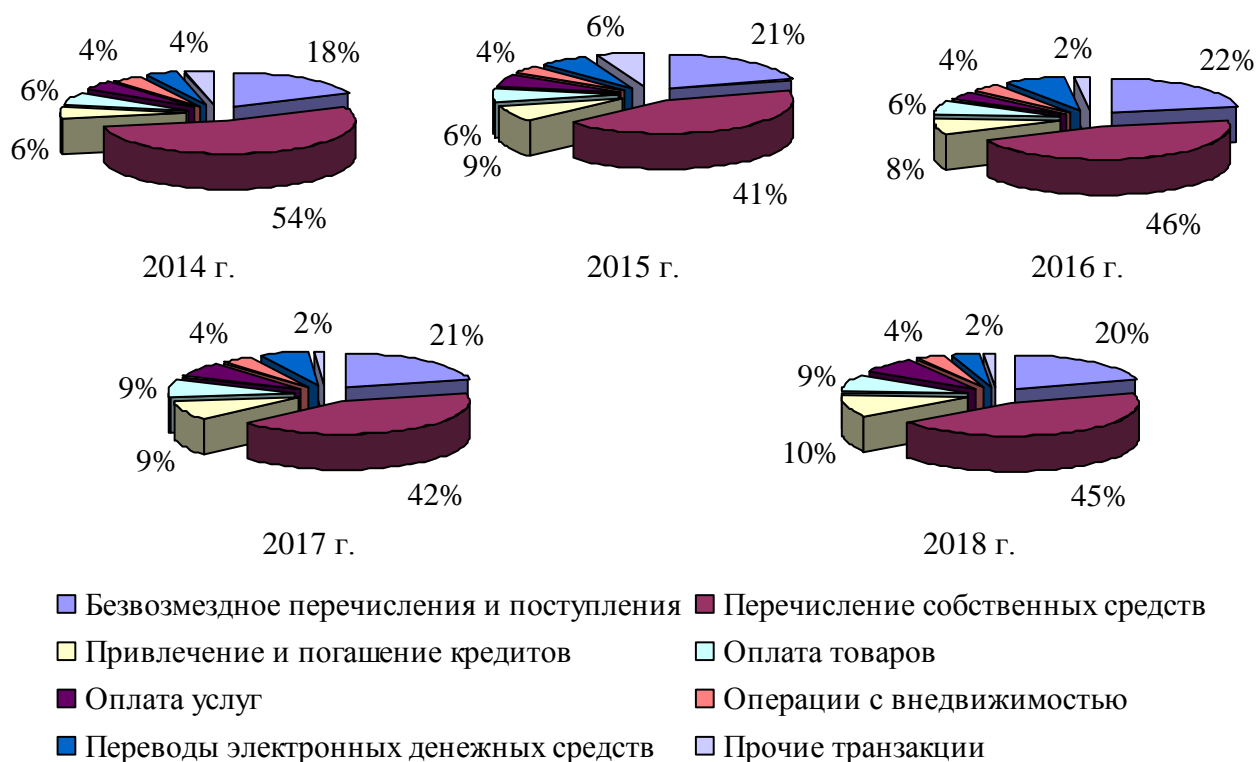 4% 4% 18%
6%
6%
54%
2014 г.
6% 21%
4%
6%
9%
41%
2015 г.
2% 22%
4%
6%
8%
46%
2016 г.
4% 2% 21%
9%
9%
42%
2017 г.
4% 2% 20%
9%
10%
45%
2018 г.
Безвозмездное перечисления и поступления
Перечисление собственных средств
Привлечение и погашение кредитов
Оплата товаров
Оплата услуг
Операции с внедвижимостью
Переводы электронных денежных средств
Прочие транзакции